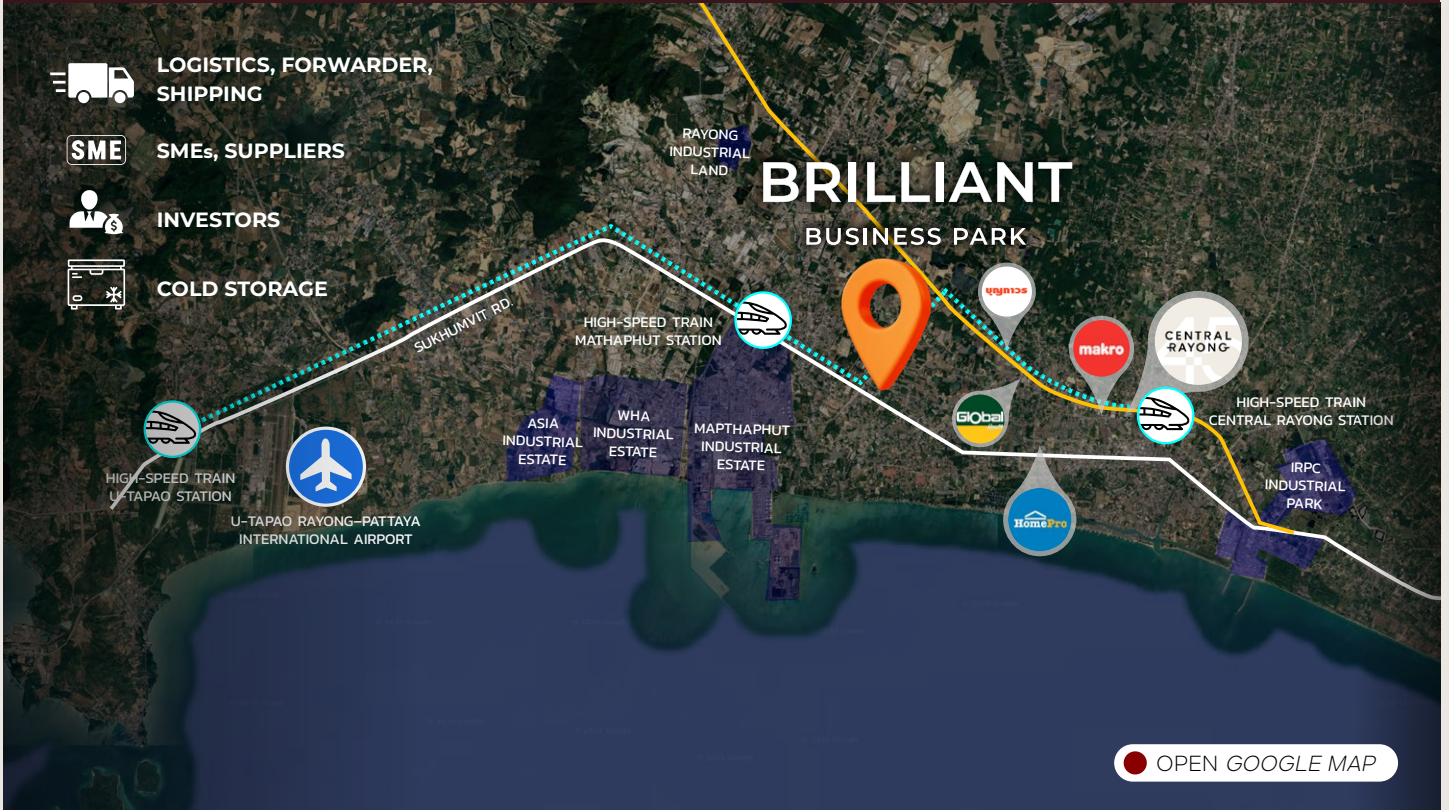 LOGISTICS, FORWARDER,
SHIPPING
SME
SMEs, SUPPLIERS
$
INVESTORS
COLD STORAGE
RAYONG
INDUSTRIAL
LAND
BRILLIANT
BUSINESS PARK
SUKHUMVIT RD.
HIGH-SPEED TRAIN
MATHAPHUT STATION
บุญถาวร
makro
CENTRAL
RAYONG
Global
HIGH-SPEED TRAIN
CENTRAL RAYONG STATION
ASIA
INDUSTRIAL
ESTATE
WHA
INDUSTRIAL
ESTATE
MAPTHAPHUT
INDUSTRIAL
ESTATE
IRPC
INDUSTRIAL
PARK
HIGH-SPEED TRAIN
U-TAPAO STATION
U-TAPAO RAYONG–PATTAYA
INTERNATIONAL AIRPORT
HomePro
OPEN GOOGLE MAP